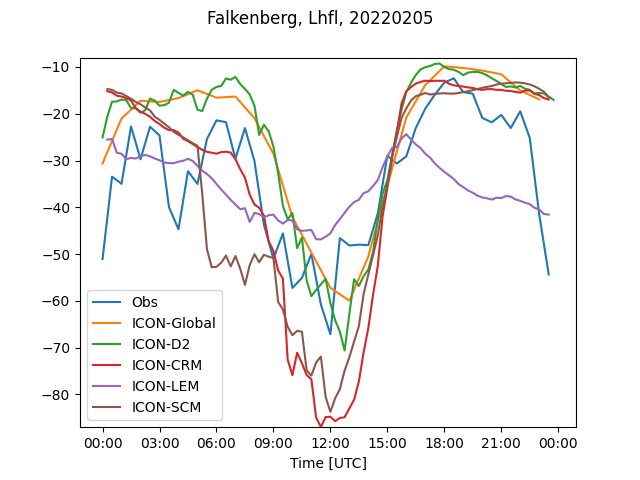 Falkenberg, Lhfl, 20220205
−10
−20
−30
−40
−50
−60
−70
−80
Obs
ICON-Global
ICON-D2
ICON-CRM
ICON-LEM
ICON-SCM
00:00 03:00 06:00 09:00 12:00 15:00 18:00 21:00 00:00
Time [UTC]